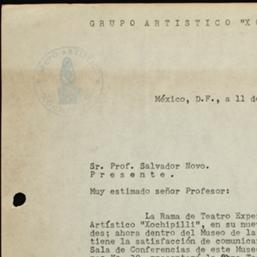 GRUPO ARTISTICO "XO
México, D.F., a 11 de
Sr. Prof. Salvador Novo.
Presente.
Muy estimado señor Profesor:
La Rama de Teatro Expe
Artístico "Xochipilli", en su nue
des; ahora dentro del Museo de la
tiene la satisfacción de comunica
Sala de Conferencias de este Muse